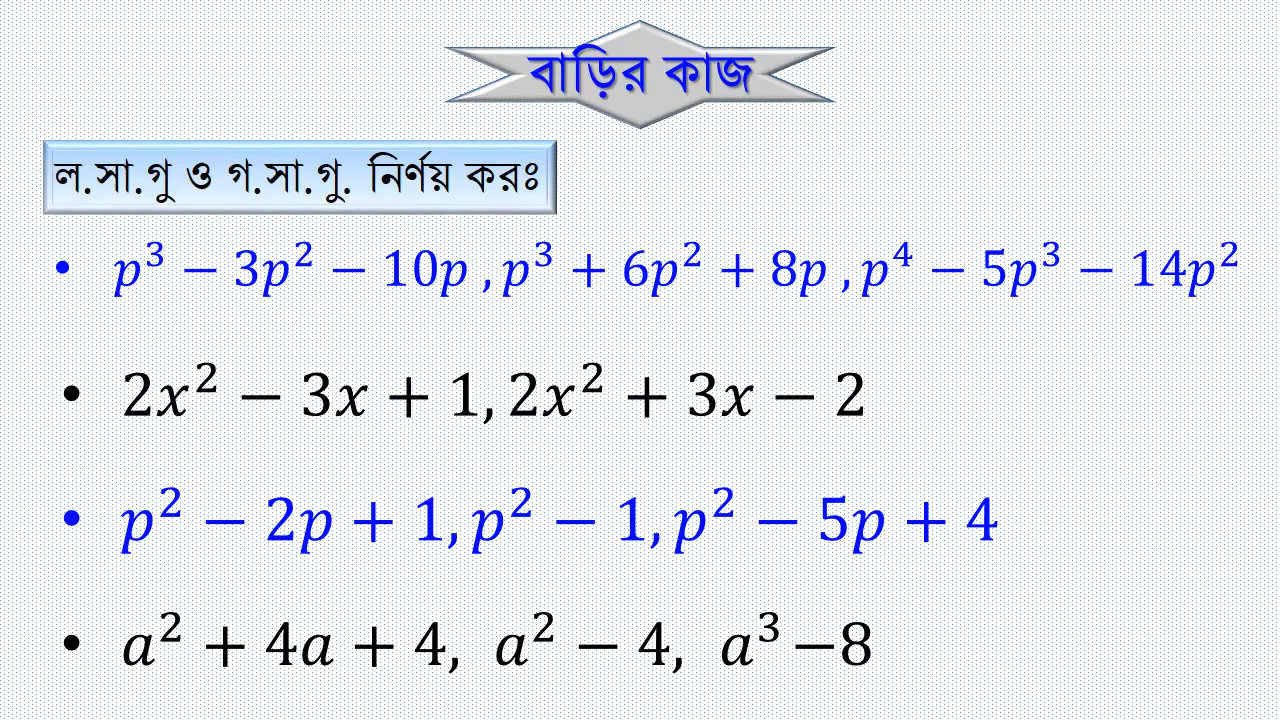 বাড়ির কাজ
ল.সা.গু ও গ.সা.গু. নির্ণয় করঃ
• p³ − 3p² − 10p , p³ + 6p² + 8p , p⁴ − 5p³ − 14p²
• 2x² − 3x + 1, 2x² + 3x − 2
• p² − 2p + 1, p² − 1, p² − 5p + 4
• a² + 4a + 4, a² − 4, a³ −8